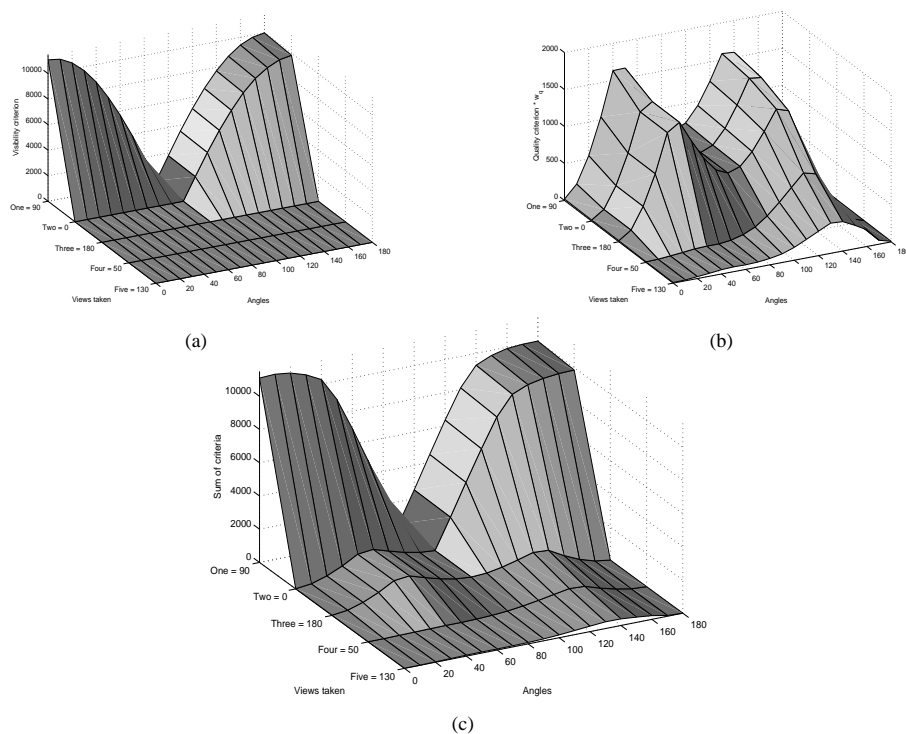 10000
8000
6000
4000
2000
0
Visibility criterion
One = 90
Two = 0
Three = 180
Four = 50
Five = 130
Views taken
0
20
40
60
80
100
120
140
160
180
Angles
(a)
2000
1500
1000
500
0
Quality criterion * w_q
One = 90
Two = 0
Three = 180
Four = 50
Five = 130
Views taken
0
20
40
60
80
100
120
140
160
18
Angles
(b)
10000
8000
6000
4000
2000
0
Sum of criteria
One = 90
Two = 0
Three = 180
Four = 50
Five = 130
Views taken
0
20
40
60
80
100
120
140
160
180
Angles
(c)